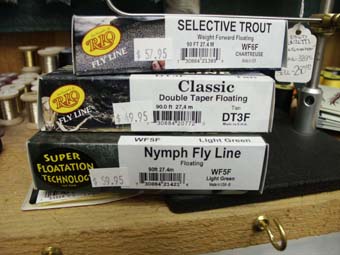 RIO
FLY LINE
SELECTIVE TROUT
Weight Forward Floating
90 FT 27.4 M
WF6F
CHARTREUSE
$ 57.95
RIO
FLY LINE
LINE
Classic
Double Taper Floating
90.0 ft 27.4 m
Tan
DT3F
SUPER
FLOATATION
TECHNOLOGY
WF5F
Light Green
Nymph Fly Line
Floating
90ft 27.4m
WF5F
Light Green
$ 59.95